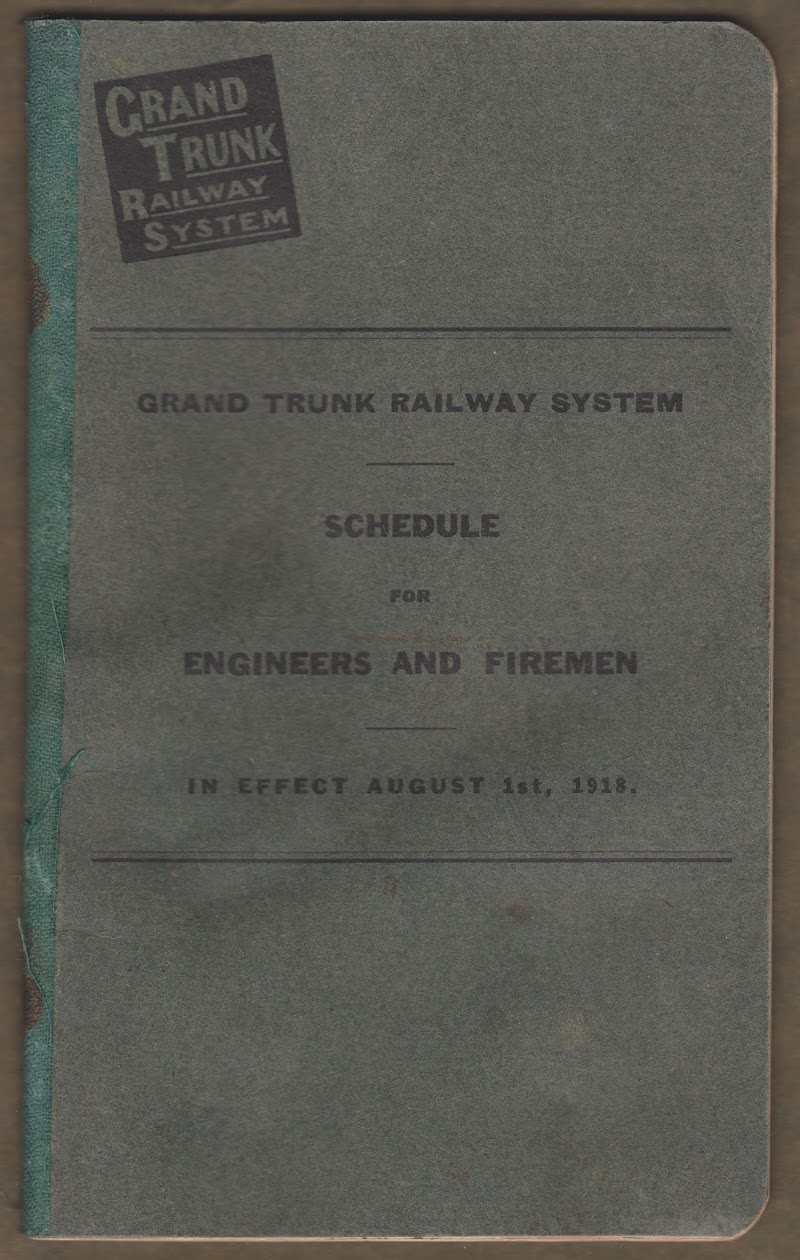 GRAND
TRUNK
RAILWAY
SYSTEM
GRAND TRUNK RAILWAY SYSTEM
SCHEDULE
FOR
ENGINEERS AND FIREMEN
IN EFFECT AUGUST 1st, 1918.